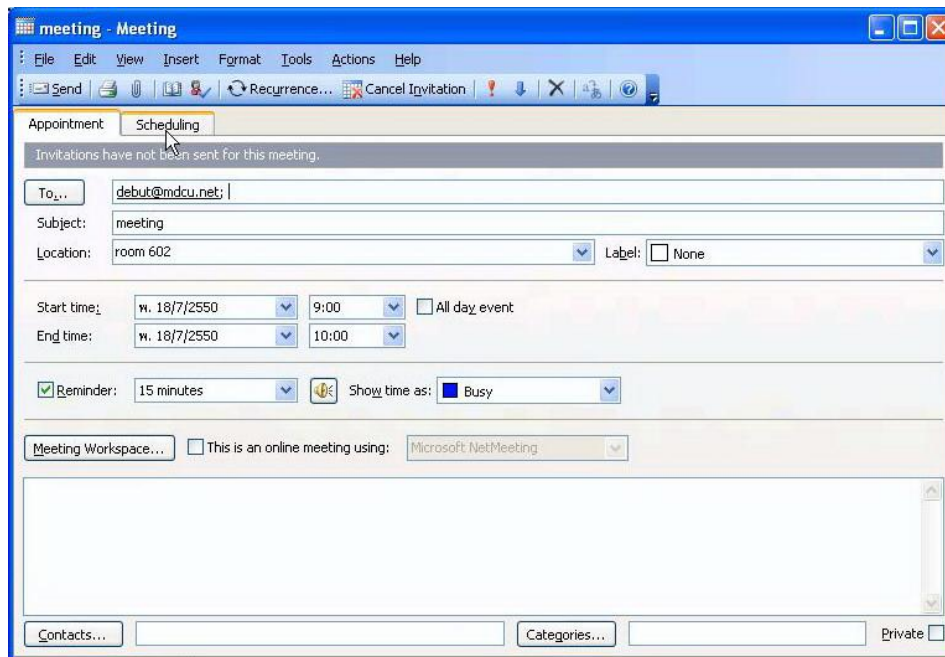 meeting - Meeting
File Edit View Insert Format Tools Actions Help
Send Recurrence... Cancel Invitation
Appointment Scheduling
Invitations have not been sent for this meeting.
To... debut@mdcu.net;
Subject: meeting
Location: room 602 Label: None
Start time: พ. 18/7/2550 9:00 All day event
End time: พ. 18/7/2550 10:00
Reminder: 15 minutes Show time as: Busy
Meeting Workspace... This is an online meeting using: Microsoft NetMeeting
Contacts... Categories... Private